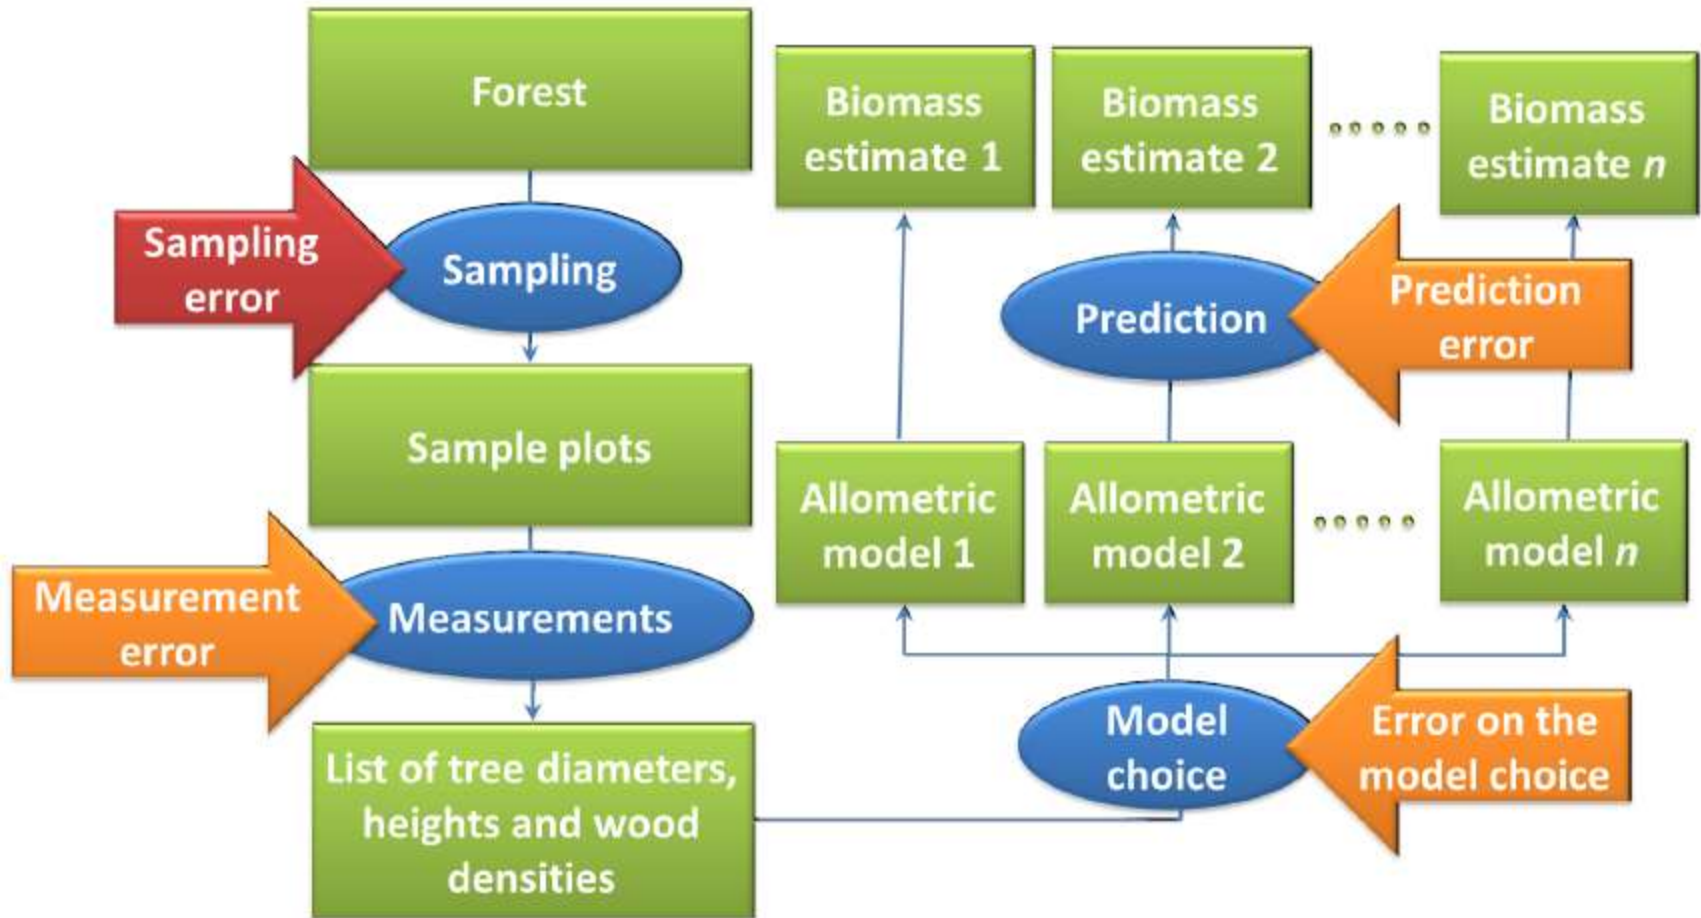 Forest
Sampling
error
Sampling
Sample plots
Measurement
error
Measurements
List of tree diameters,
heights and wood
densities
Biomass
estimate 1
Biomass
estimate 2
Biomass
estimate n
Prediction
Prediction
error
Allometric
model 1
Allometric
model 2
Allometric
model n
Model
choice
Error on the
model choice